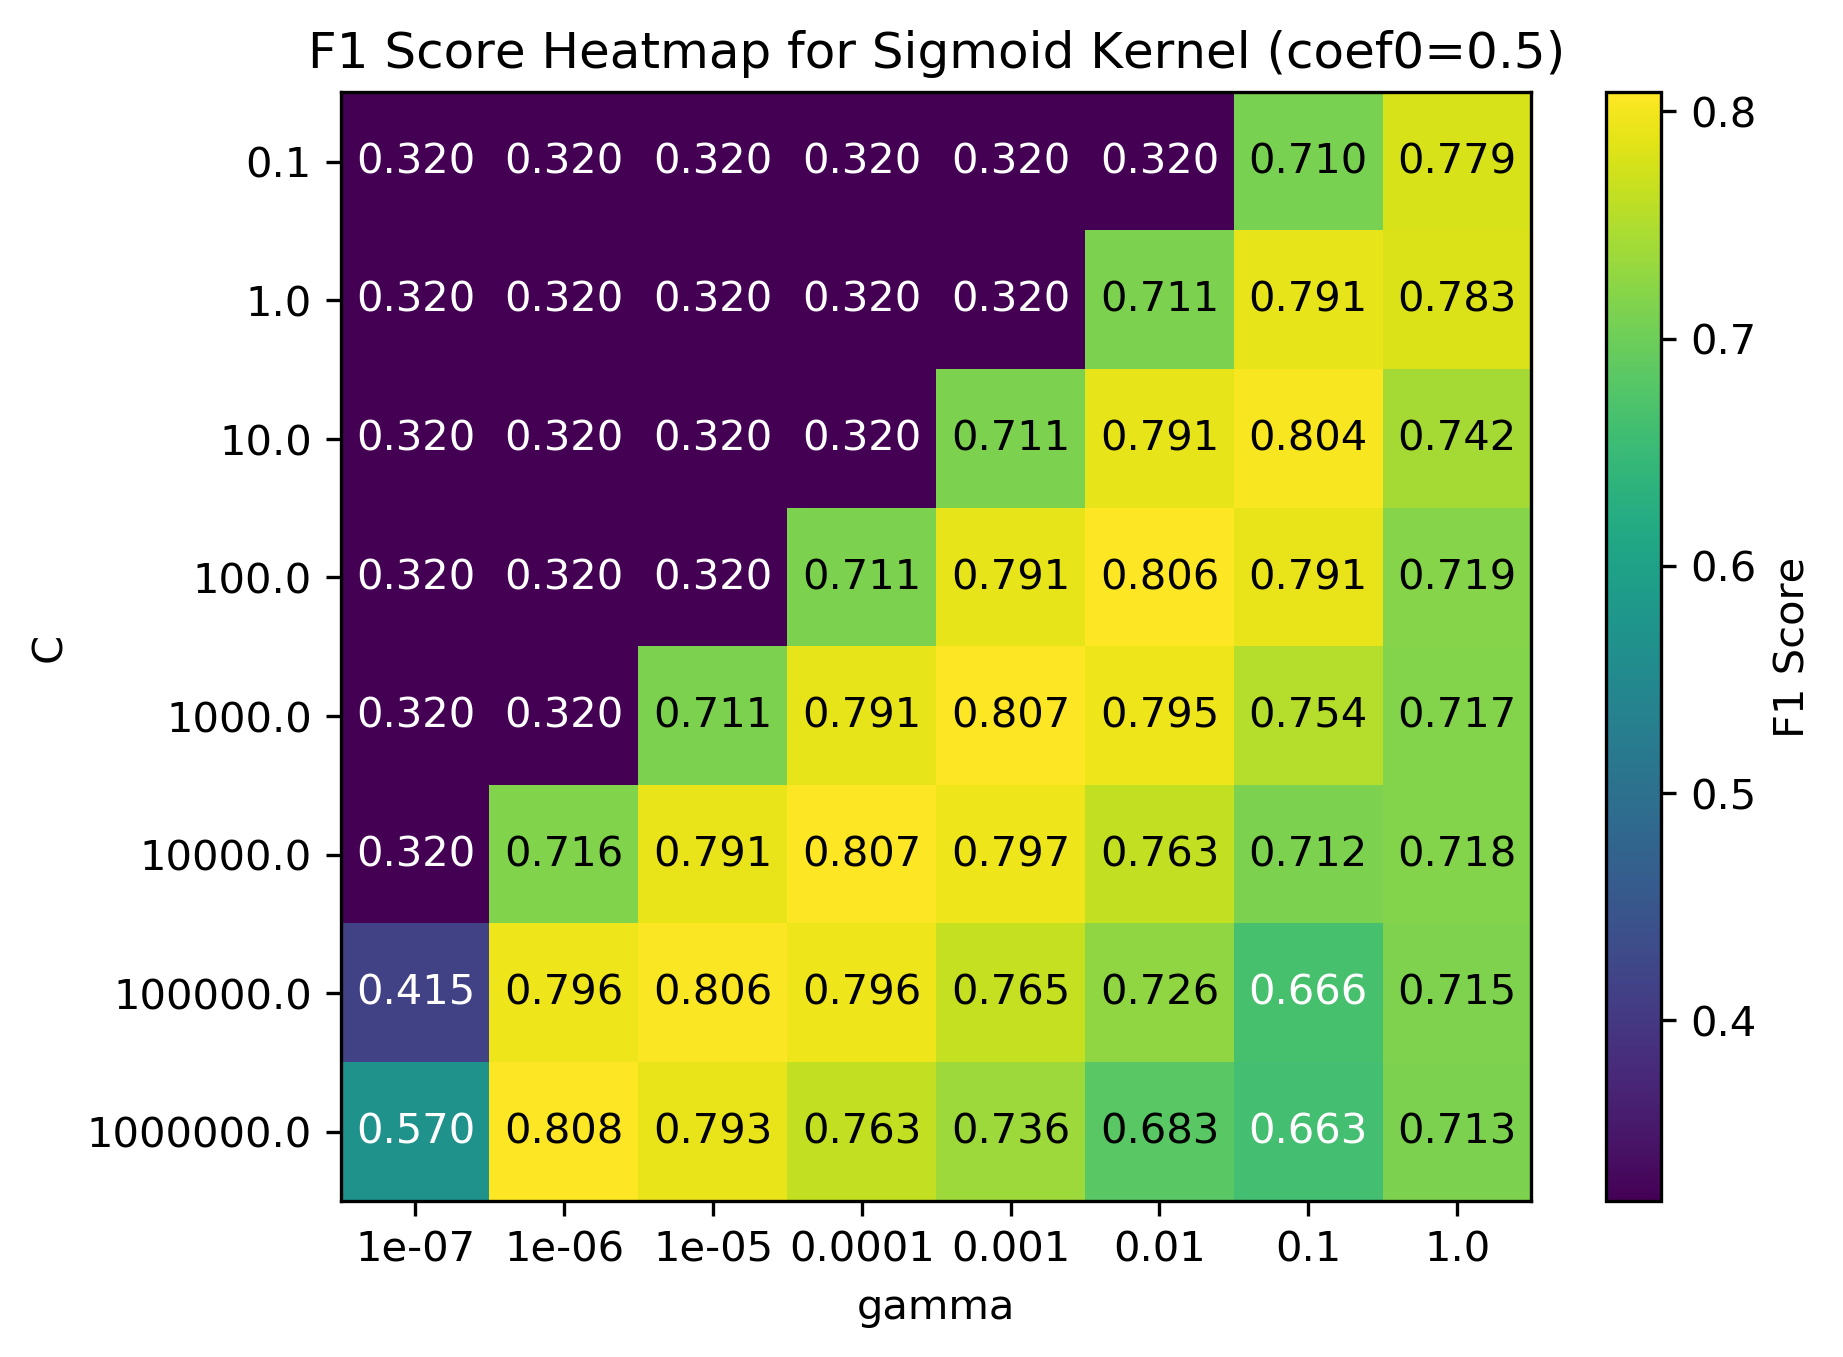 F1 Score Heatmap for Sigmoid Kernel (coef0=0.5)
0.1 0.320 0.320 0.320 0.320 0.320 0.320 0.710 0.779
1.0 0.320 0.320 0.320 0.320 0.320 0.711 0.791 0.783
10.0 0.320 0.320 0.320 0.320 0.711 0.791 0.804 0.742
100.0 0.320 0.320 0.320 0.711 0.791 0.806 0.791 0.719
1000.0 0.320 0.320 0.711 0.791 0.807 0.795 0.754 0.717
10000.0 0.320 0.716 0.791 0.807 0.797 0.763 0.712 0.718
100000.0 0.415 0.796 0.806 0.796 0.765 0.726 0.666 0.715
1000000.0 0.570 0.808 0.793 0.763 0.736 0.683 0.663 0.713
1e-07 1e-06 1e-05 0.0001 0.001 0.01 0.1 1.0
gamma
C
0.8
0.7
0.6
0.5
0.4
F1 Score